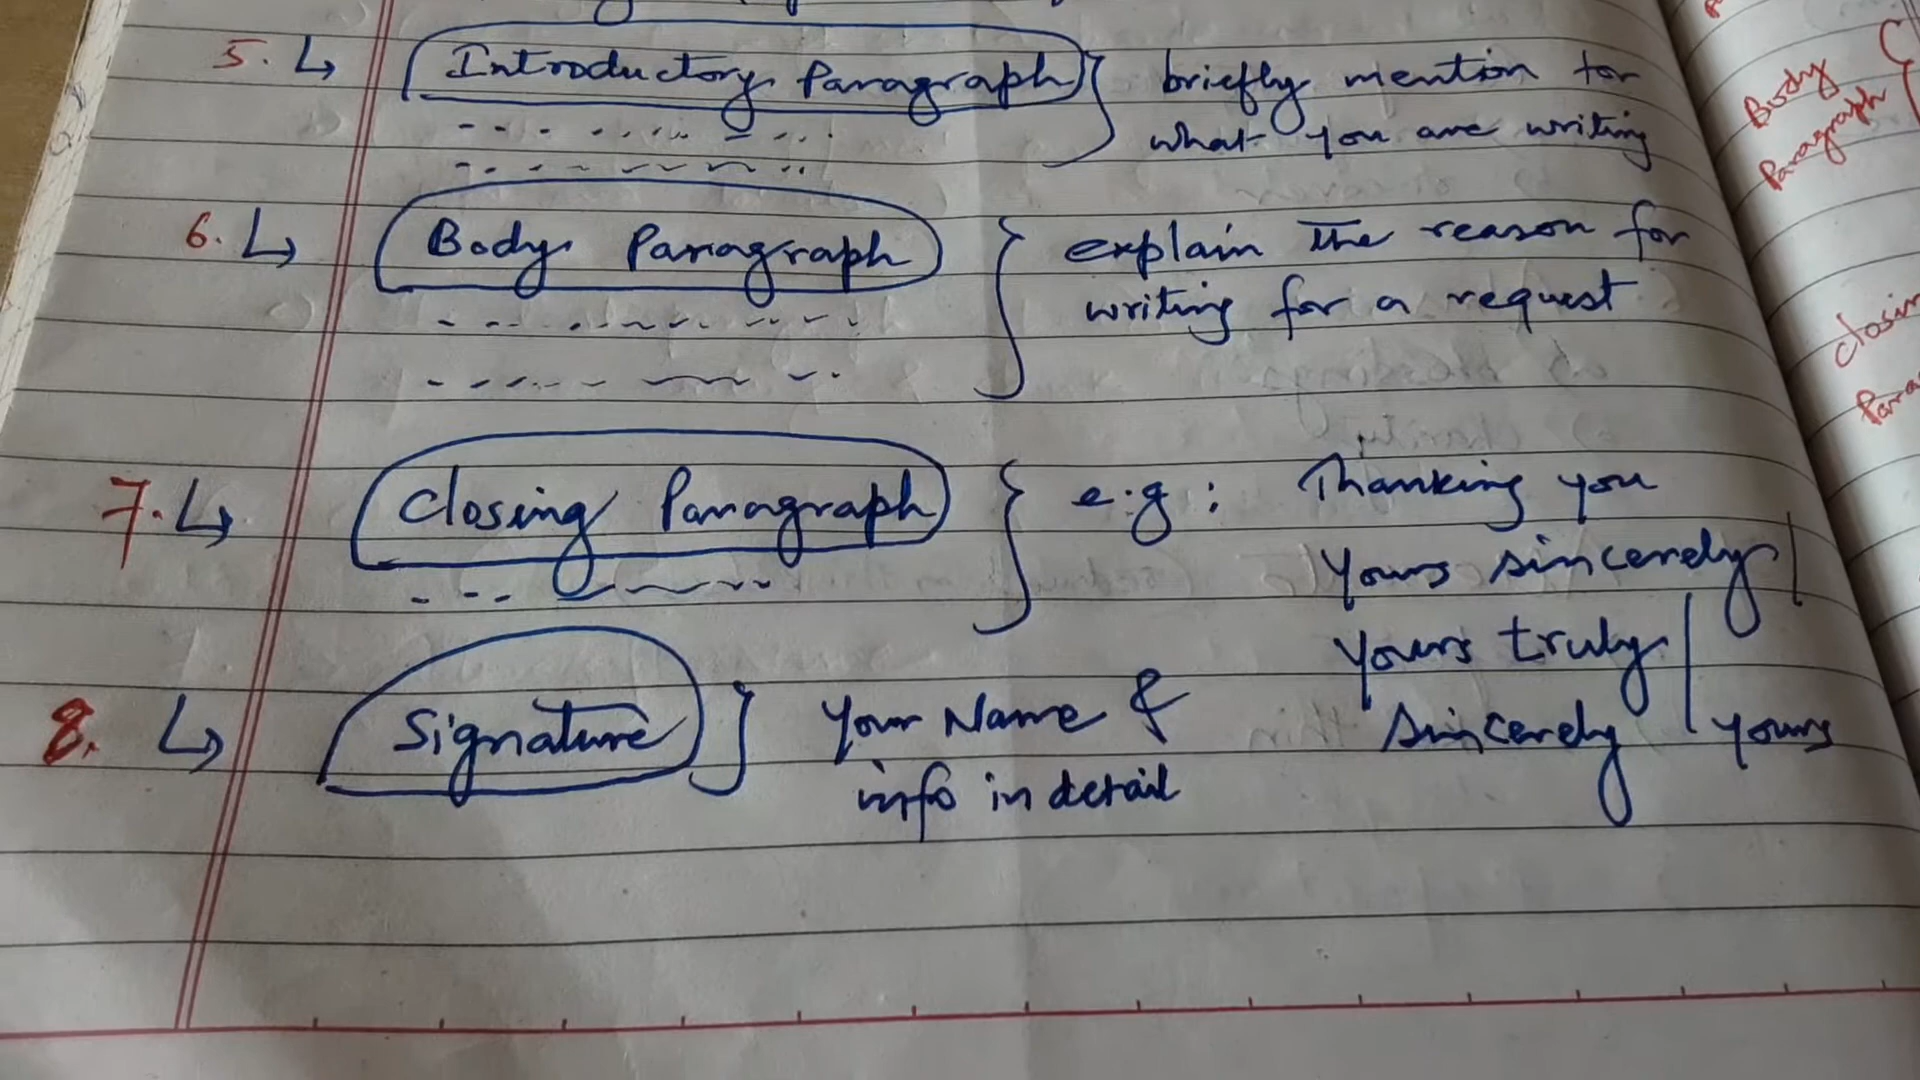 5. ↳ Introductory Paragraph } briefly mention for
what you are writing
6. ↳ Body Paragraph } explain the reason for
writing for a request
7. ↳ Closing Paragraph } e.g: Thanking you
Yours sincerely |
Yours truly |
8. ↳ Signature } Your Name & Sincerely | yours
info in detail
Body
Paragraph
Closin
Para